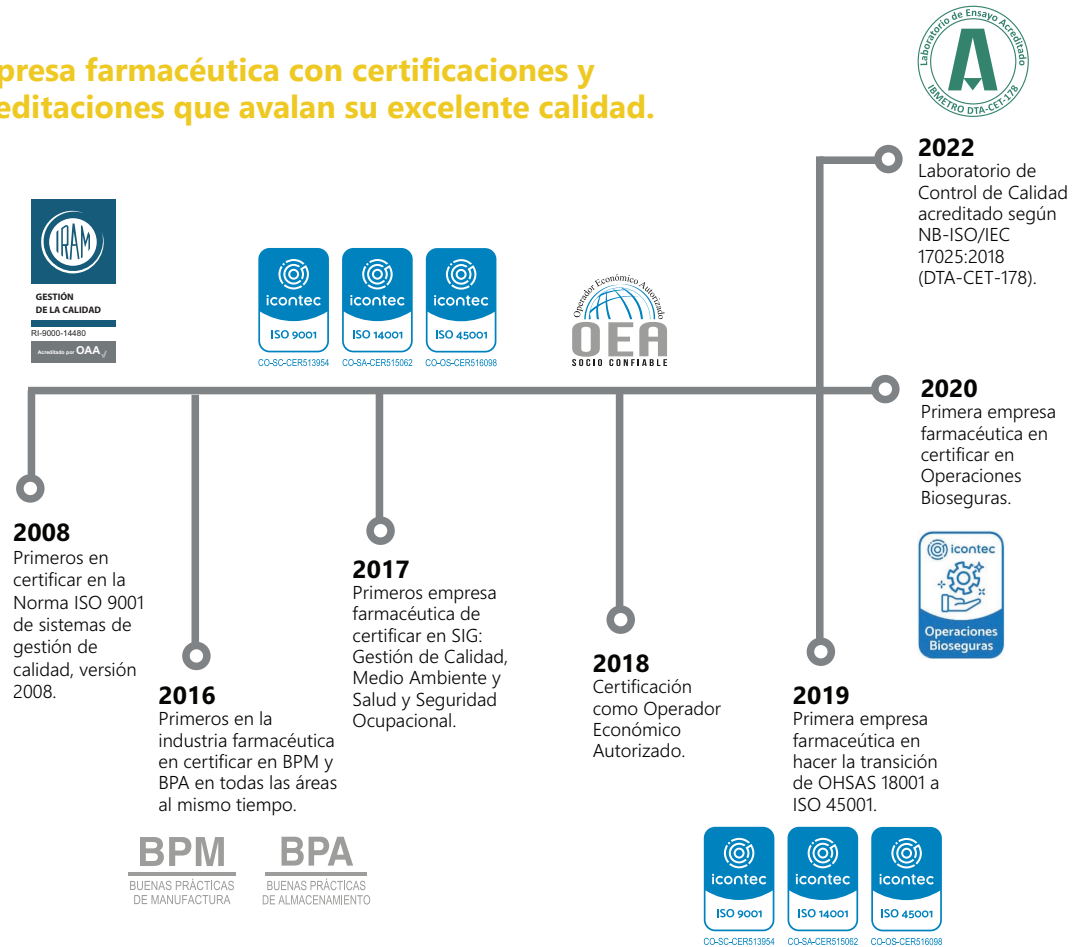 presa farmacéutica con certificaciones y
editaciones que avalan su excelente calidad.
Laboratorio de Ensayo Acreditado
IBMETRO DTA-CET-178
2022
Laboratorio de
Control de Calidad
acreditado según
NB-ISO/IEC
17025:2018
(DTA-CET-178).
IRAM
GESTIÓN
DE LA CALIDAD
RI-9000-14480
Acreditado por OAA
icontec
ISO 9001
CO-SC-CER513954
icontec
ISO 14001
CO-SA-CER515062
icontec
ISO 45001
CO-OS-CER516098
Operador Económico Autorizado
OEA
SOCIO CONFIABLE
2020
Primera empresa
farmacéutica en
certificar en
Operaciones
Bioseguras.
icontec
Operaciones
Bioseguras
2008
Primeros en
certificar en la
Norma ISO 9001
de sistemas de
gestión de
calidad, versión
2008.
2016
Primeros en la
industria farmacéutica
en certificar en BPM y
BPA en todas las áreas
al mismo tiempo.
BPM
BUENAS PRÁCTICAS
DE MANUFACTURA
BPA
BUENAS PRÁCTICAS
DE ALMACENAMIENTO
2017
Primeros empresa
farmacéutica de
certificar en SIG:
Gestión de Calidad,
Medio Ambiente y
Salud y Seguridad
Ocupacional.
2018
Certificación
como Operador
Económico
Autorizado.
2019
Primera empresa
farmaceútica en
hacer la transición
de OHSAS 18001 a
ISO 45001.
icontec
ISO 9001
CO-SC-CER513954
icontec
ISO 14001
CO-SA-CER515062
icontec
ISO 45001
CO-OS-CER516098